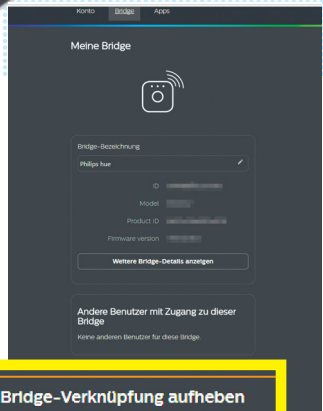 Konto Bridge Apps
Meine Bridge
Bridge-Bezeichnung
Philips hue
ID
Model
Product ID
Firmware version
Weitere Bridge-Details anzeigen
Andere Benutzer mit Zugang zu dieser
Bridge
Keine anderen Benutzer für diese Bridge.
Bridge-Verknüpfung aufheben